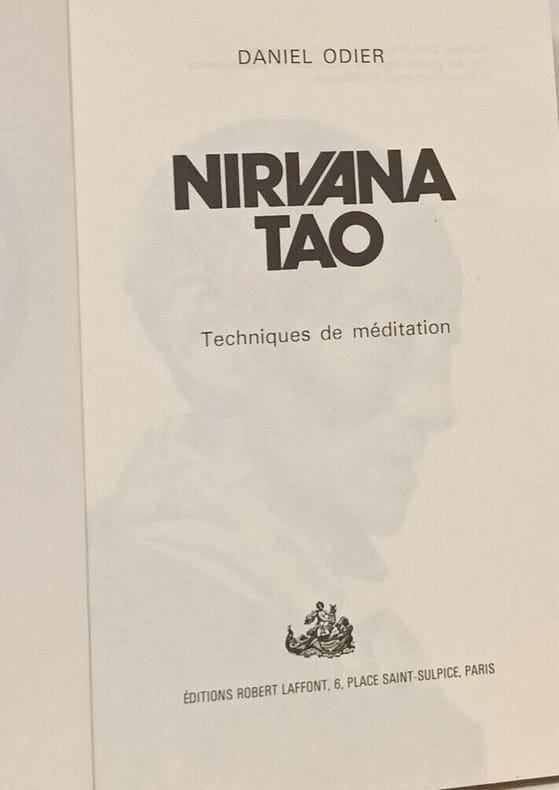 DANIEL ODIER
NIRVANA
TAO
Techniques de méditation
ÉDITIONS ROBERT LAFFONT, 6, PLACE SAINT-SULPICE, PARIS